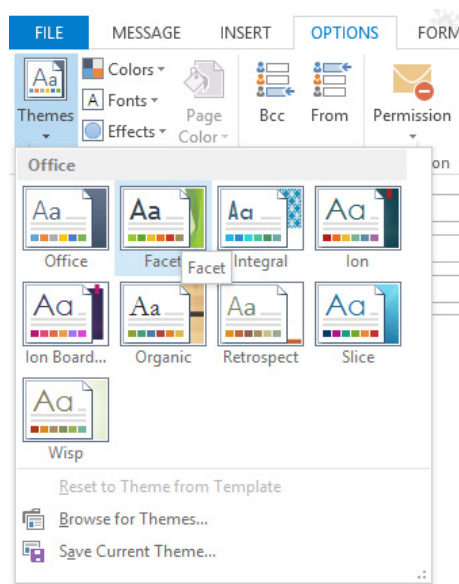 FILE MESSAGE INSERT OPTIONS FORM
Aa Colors
A Fonts
Themes Effects Page Color Bcc From Permission
on
Office
Aa Aa Aa Aa
Office Facet Integral Ion
Facet
Aa Aa Aa Aa
Ion Board... Organic Retrospect Slice
Aa
Wisp
Reset to Theme from Template
Browse for Themes...
Save Current Theme...